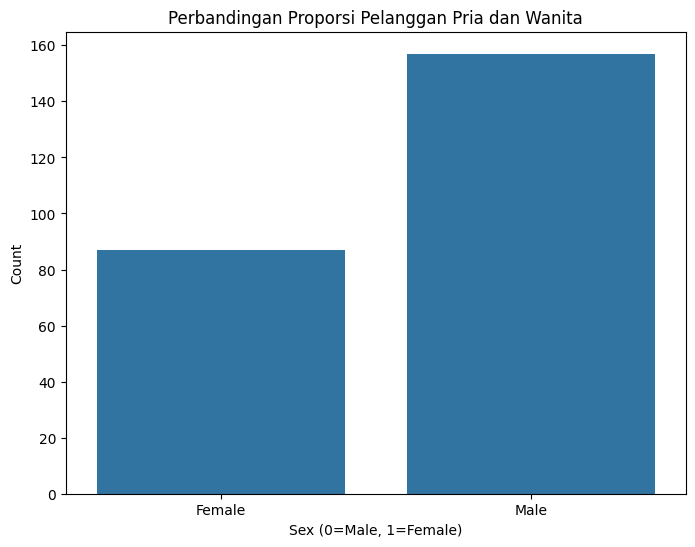 Perbandingan Proporsi Pelanggan Pria dan Wanita
160
140
120
100
80
60
40
20
0
Count
Female
Male
Sex (0=Male, 1=Female)